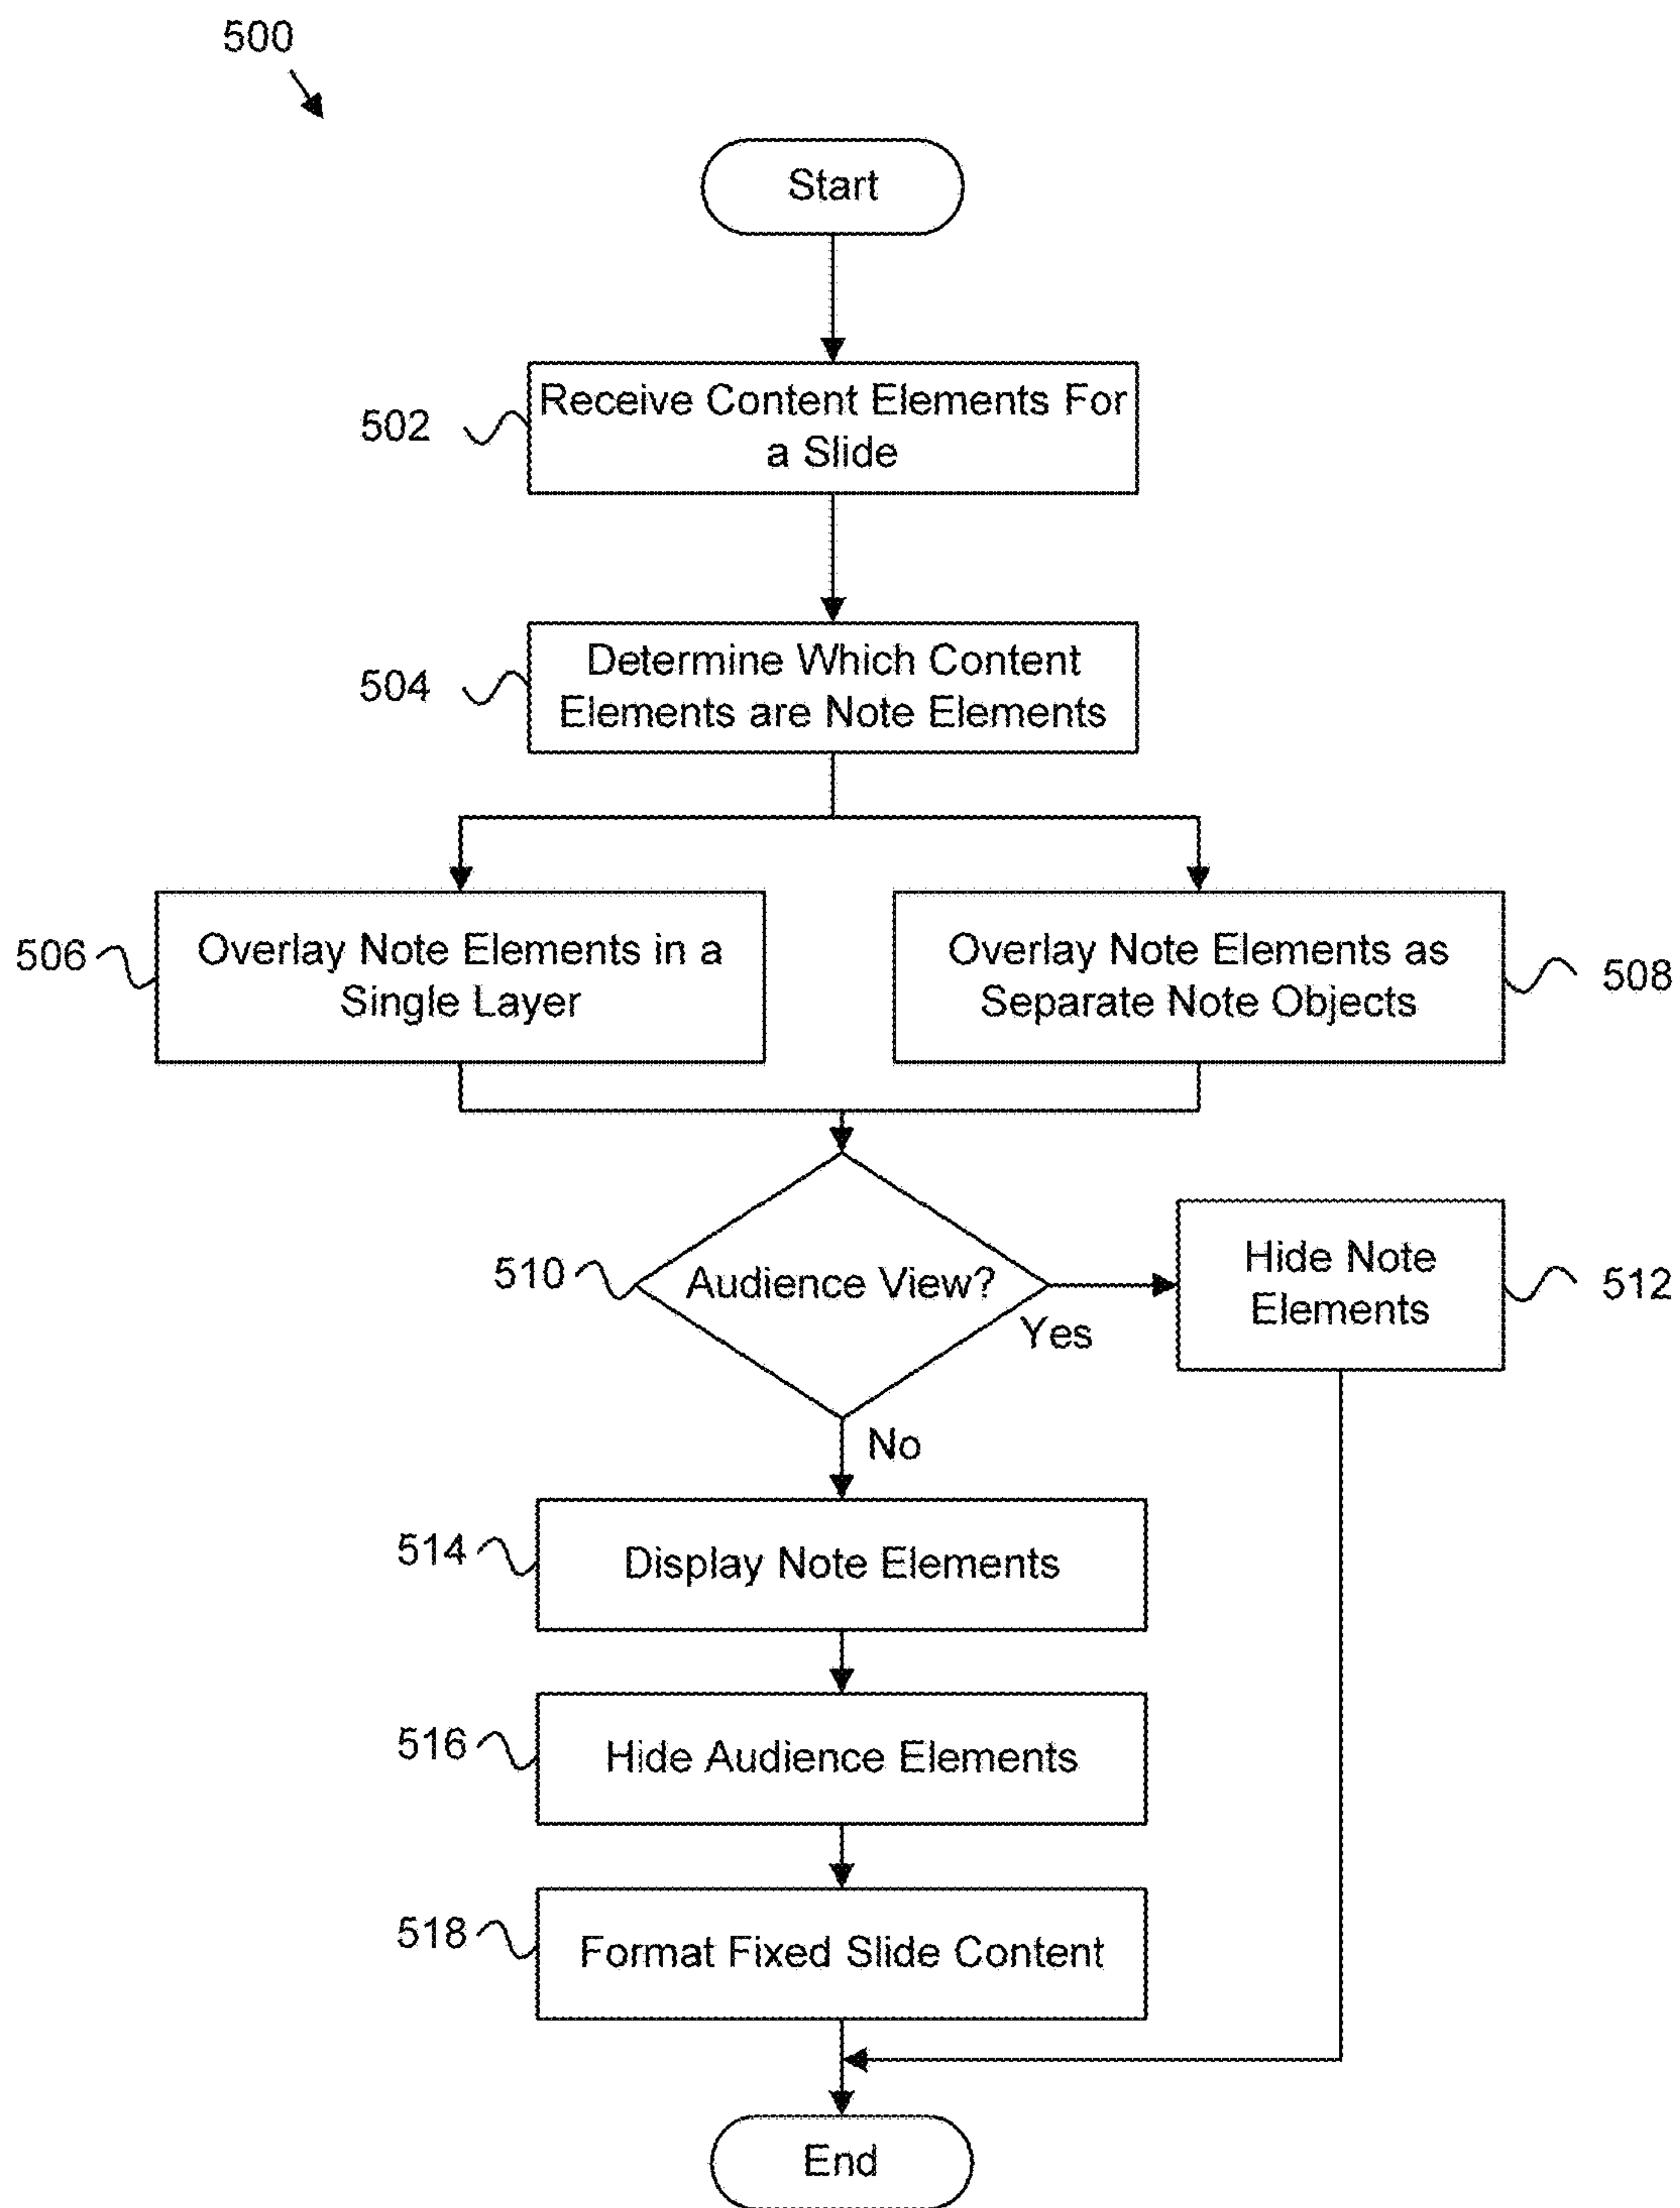 500
Start
502
Receive Content Elements For
a Slide
504
Determine Which Content
Elements are Note Elements
506
Overlay Note Elements in a
Single Layer
Overlay Note Elements as
Separate Note Objects
508
510
Audience View?
Yes
Hide Note
Elements
512
No
514
Display Note Elements
516
Hide Audience Elements
518
Format Fixed Slide Content
End